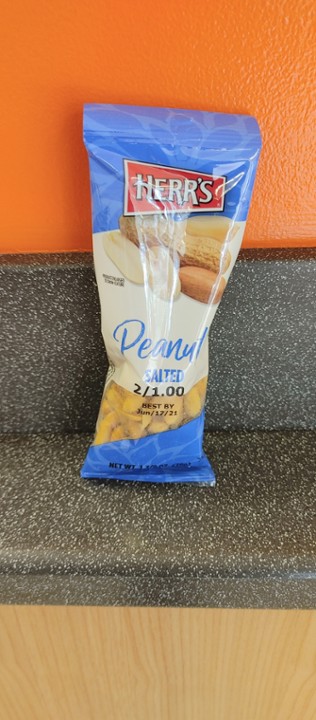 HERR'S
Peanut
SALTED
2/1.00
BEST BY
Jun/12/21
NET WT.